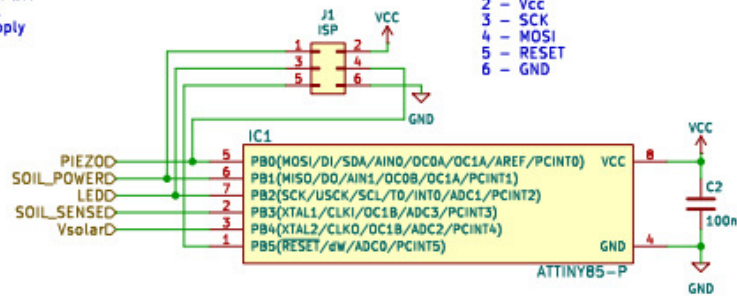 ply
J1
ISP
VCC
1 2
3 4
5 6
GND
2 - Vcc
3 - SCK
4 - MOSI
5 - RESET
6 - GND
IC1
PIEZO 5 PB0(MOSI/DI/SDA/AIN0/OC0A/OC1A/AREF/PCINT0) VCC 8 VCC
SOIL_POWER 6 PB1(MISO/DO/AIN1/OC0B/OC1A/PCINT1)
LED 7 PB2(SCK/USCK/SCL/T0/INT0/ADC1/PCINT2)
SOIL_SENSE 2 PB3(XTAL1/CLKI/OC1B/ADC3/PCINT3)
Vsolar 3 PB4(XTAL2/CLKO/OC1B/ADC2/PCINT4)
1 PB5(RESET/dW/ADC0/PCINT5) GND 4
C2
100n
ATTINY85-P
GND